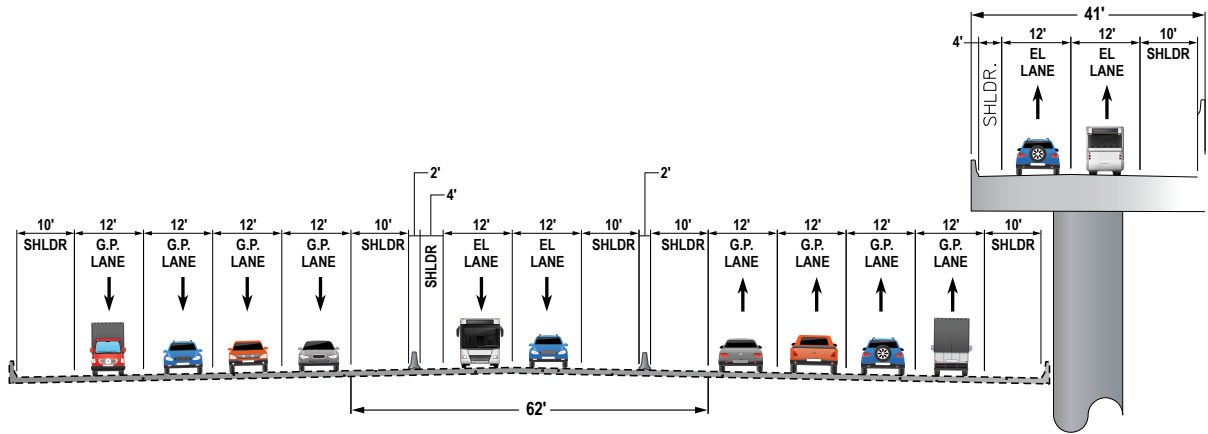 41'
4'
12'
12'
10'
SHLDR.
EL
LANE
EL
LANE
SHLDR
2'
4'
2'
10'
SHLDR
12'
G.P.
LANE
12'
G.P.
LANE
12'
G.P.
LANE
12'
G.P.
LANE
10'
SHLDR
SHLDR
12'
EL
LANE
12'
EL
LANE
10'
SHLDR
10'
SHLDR
12'
G.P.
LANE
12'
G.P.
LANE
12'
G.P.
LANE
12'
G.P.
LANE
10'
SHLDR
62'